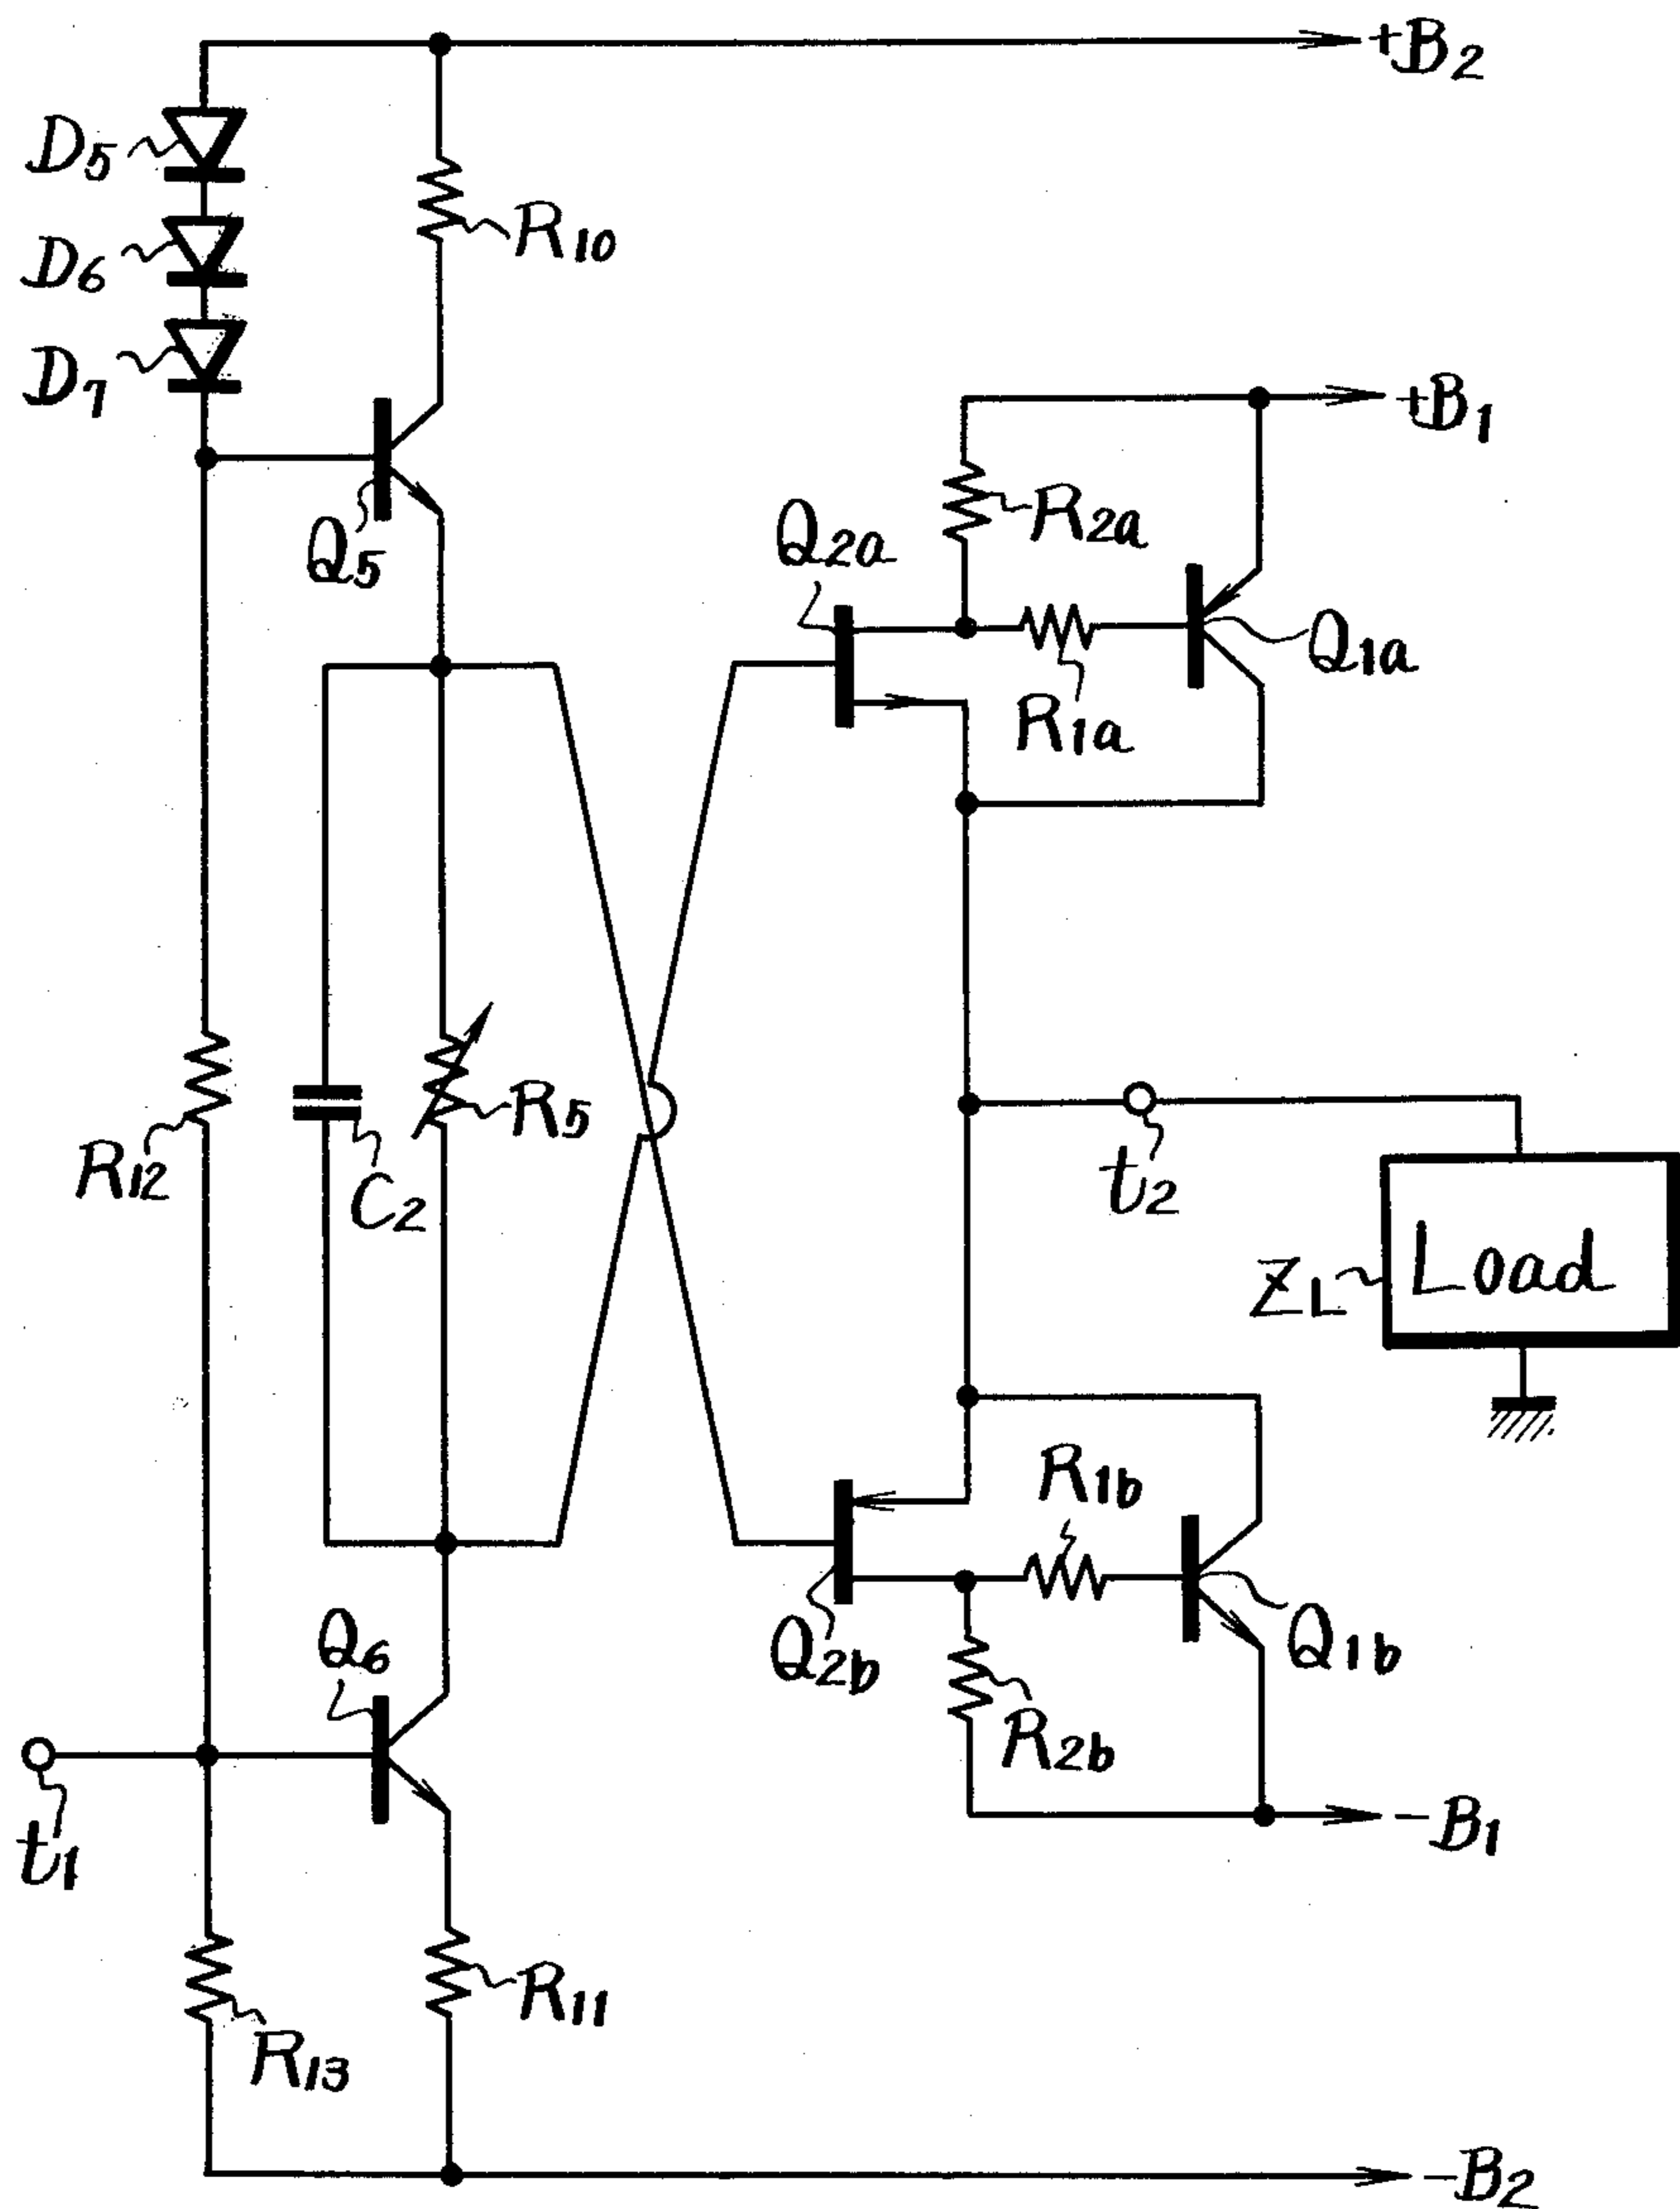 +B2
D5
R10
D6
D7
+B1
R2a
Q2a
Q5
Q1a
R1a
R5
R12
C2
t2
Load
ZL
R1b
Q6
Q1b
Q2b
R2b
t1
-B1
R11
R13
-B2